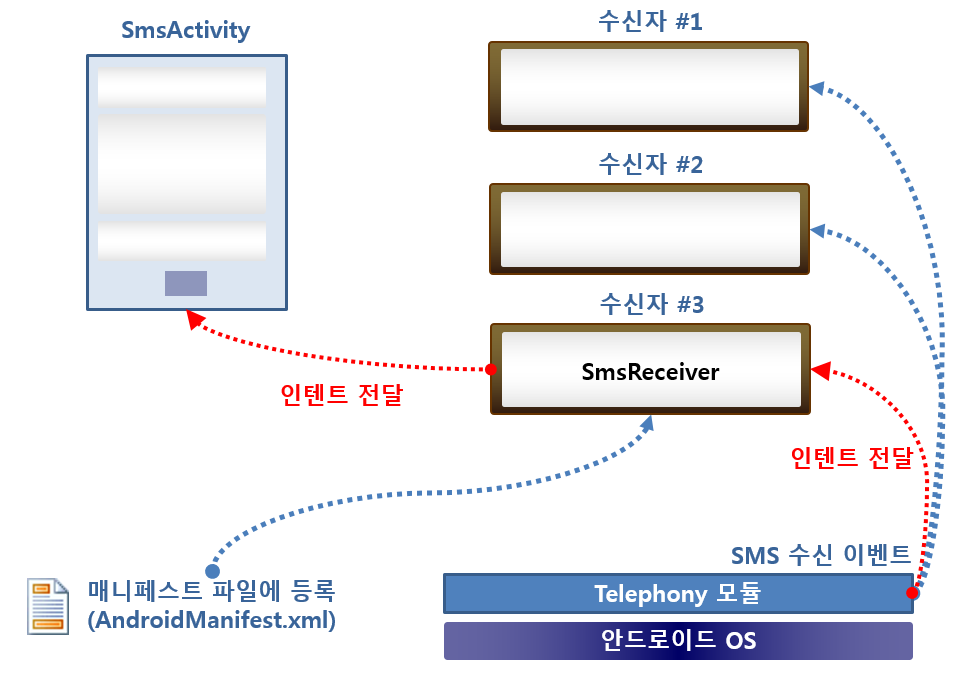 SmsActivity
수신자 #1
수신자 #2
수신자 #3
SmsReceiver
인텐트 전달
인텐트 전달
SMS 수신 이벤트
매니페스트 파일에 등록
(AndroidManifest.xml)
Telephony 모듈
안드로이드 OS